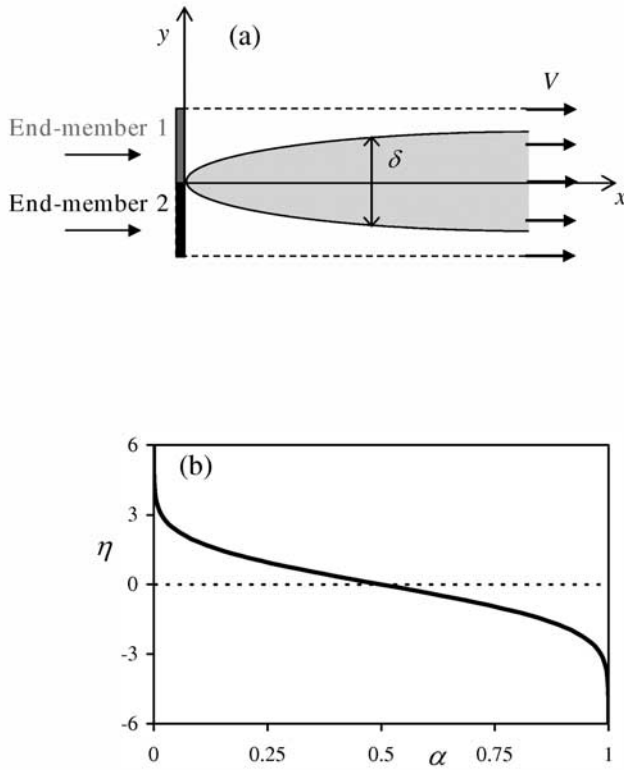 y
(a)
V
End-member 1
δ
End-member 2
x
6
(b)
3
η
0
-3
-6
0
0.25
0.5
α
0.75
1